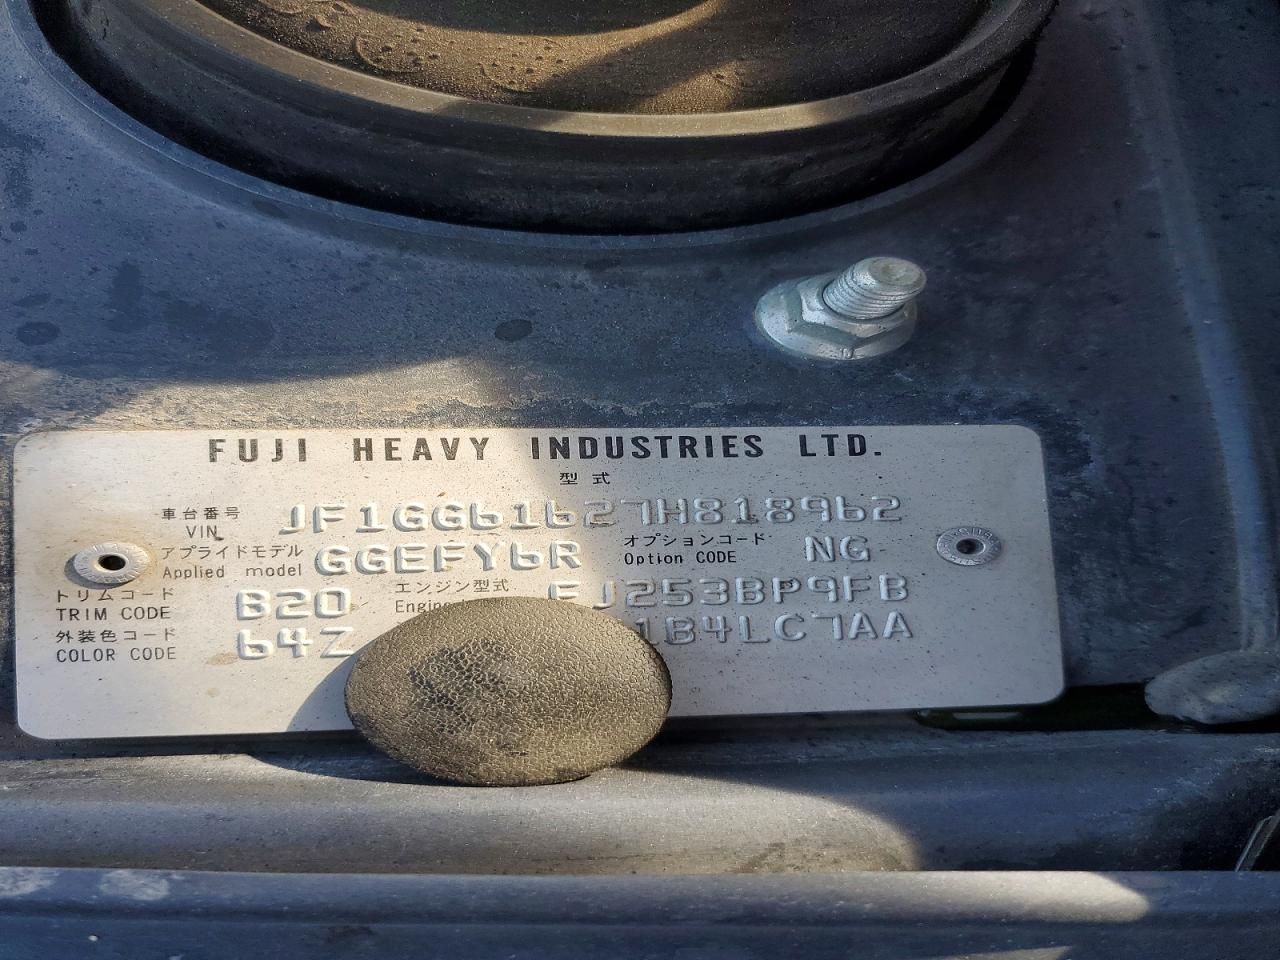 FUJI HEAVY INDUSTRIES LTD.
型式
車台番号 VIN JF1GG61627H818962
アプライドモデル Applied model GGEFY6R オプションコード Option CODE NG
トリムコード TRIM CODE B20 エンジン型式 Engine EJ253BP9FB
外装色コード COLOR CODE 64Z 1B4LC7AA